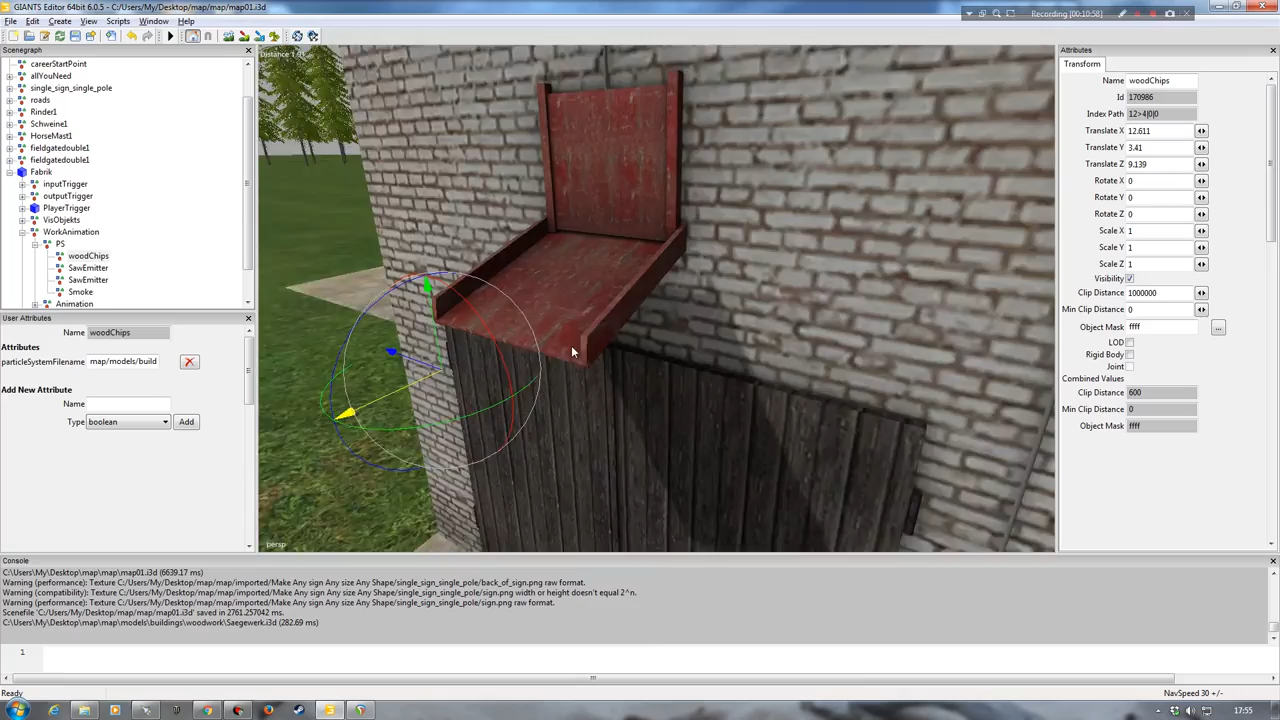 GIANTS Editor 64bit 6.0.5 - C:/Users/My/Desktop/map/map01.i3d
Recording [00:10:58]
File Edit View Scripts Window Help
Scenegraph
careerStartPoint
allYouNeed
single_sign_single_pole
roads
Rinder1
Schweine1
HorseMast1
fieldgatedouble1
fieldgatedouble1
Fabrik
inputTrigger
outputTrigger
PlayerTrigger
VisObjekts
WorkAnimation
PS
woodChips
SawEmitter
SawEmitter
Smoke
Animation
User Attributes
Name woodChips
Attributes
particleSystemFilename map/models/build
Add New Attribute
Name
Type boolean Add
persp
Attributes
Transform
Name woodChips
Id 170986
Index Path 12>4|0|0
Translate X 12.611
Translate Y 3.41
Translate Z 9.139
Rotate X 0
Rotate Y 0
Rotate Z 0
Scale X 1
Scale Y 1
Scale Z 1
Visibility
Clip Distance 1000000
Min Clip Distance 0
Object Mask ffff ...
LOD
Rigid Body
Joint
Combined Values
Clip Distance 600
Min Clip Distance 0
Object Mask ffff
Console
C:\Users\My\Desktop\map\map\map01.i3d (6639.17 ms)
Warning (performance): Texture C:/Users/My/Desktop/map/map/imported/Make Any sign Any size Any Shape/single_sign_single_pole/back_of_sign.png raw format.
Warning (compatibility): Texture C:/Users/My/Desktop/map/map/imported/Make Any sign Any size Any Shape/single_sign_single_pole/sign.png width or height doesn't equal 2^n.
Warning (performance): Texture C:/Users/My/Desktop/map/map/imported/Make Any sign Any size Any Shape/single_sign_single_pole/sign.png raw format.
Scenefile 'C:/Users/My/Desktop/map/map/map01.i3d' saved in 2761.257042 ms.
C:\Users\My\Desktop\map\map\models\buildings\woodwork\Saegewerk.i3d (282.69 ms)
1
Ready
NavSpeed 30 +/-
17:55